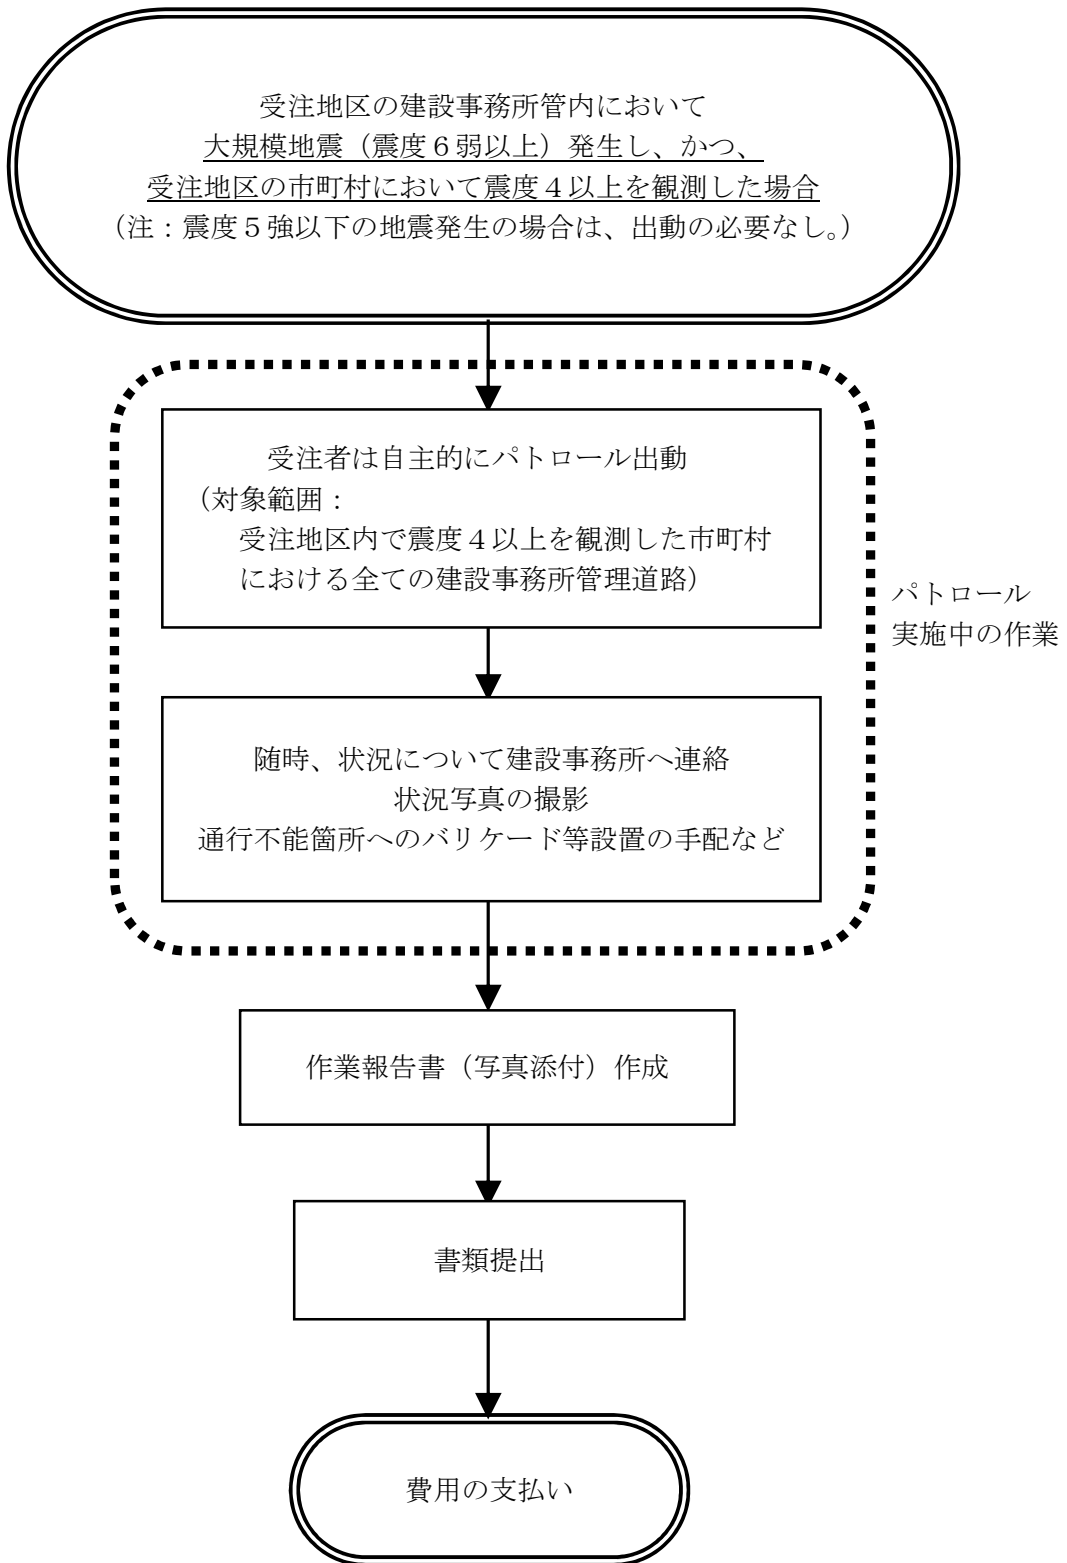 受注地区の建設事務所管内において
大規模地震（震度６弱以上）発生し、かつ、
受注地区の市町村において震度４以上を観測した場合
（注：震度５強以下の地震発生の場合は、出動の必要なし。）
受注者は自主的にパトロール出動
（対象範囲：
受注地区内で震度４以上を観測した市町村
における全ての建設事務所管理道路）
パトロール
実施中の作業
随時、状況について建設事務所へ連絡
状況写真の撮影
通行不能箇所へのバリケード等設置の手配など
作業報告書（写真添付）作成
書類提出
費用の支払い